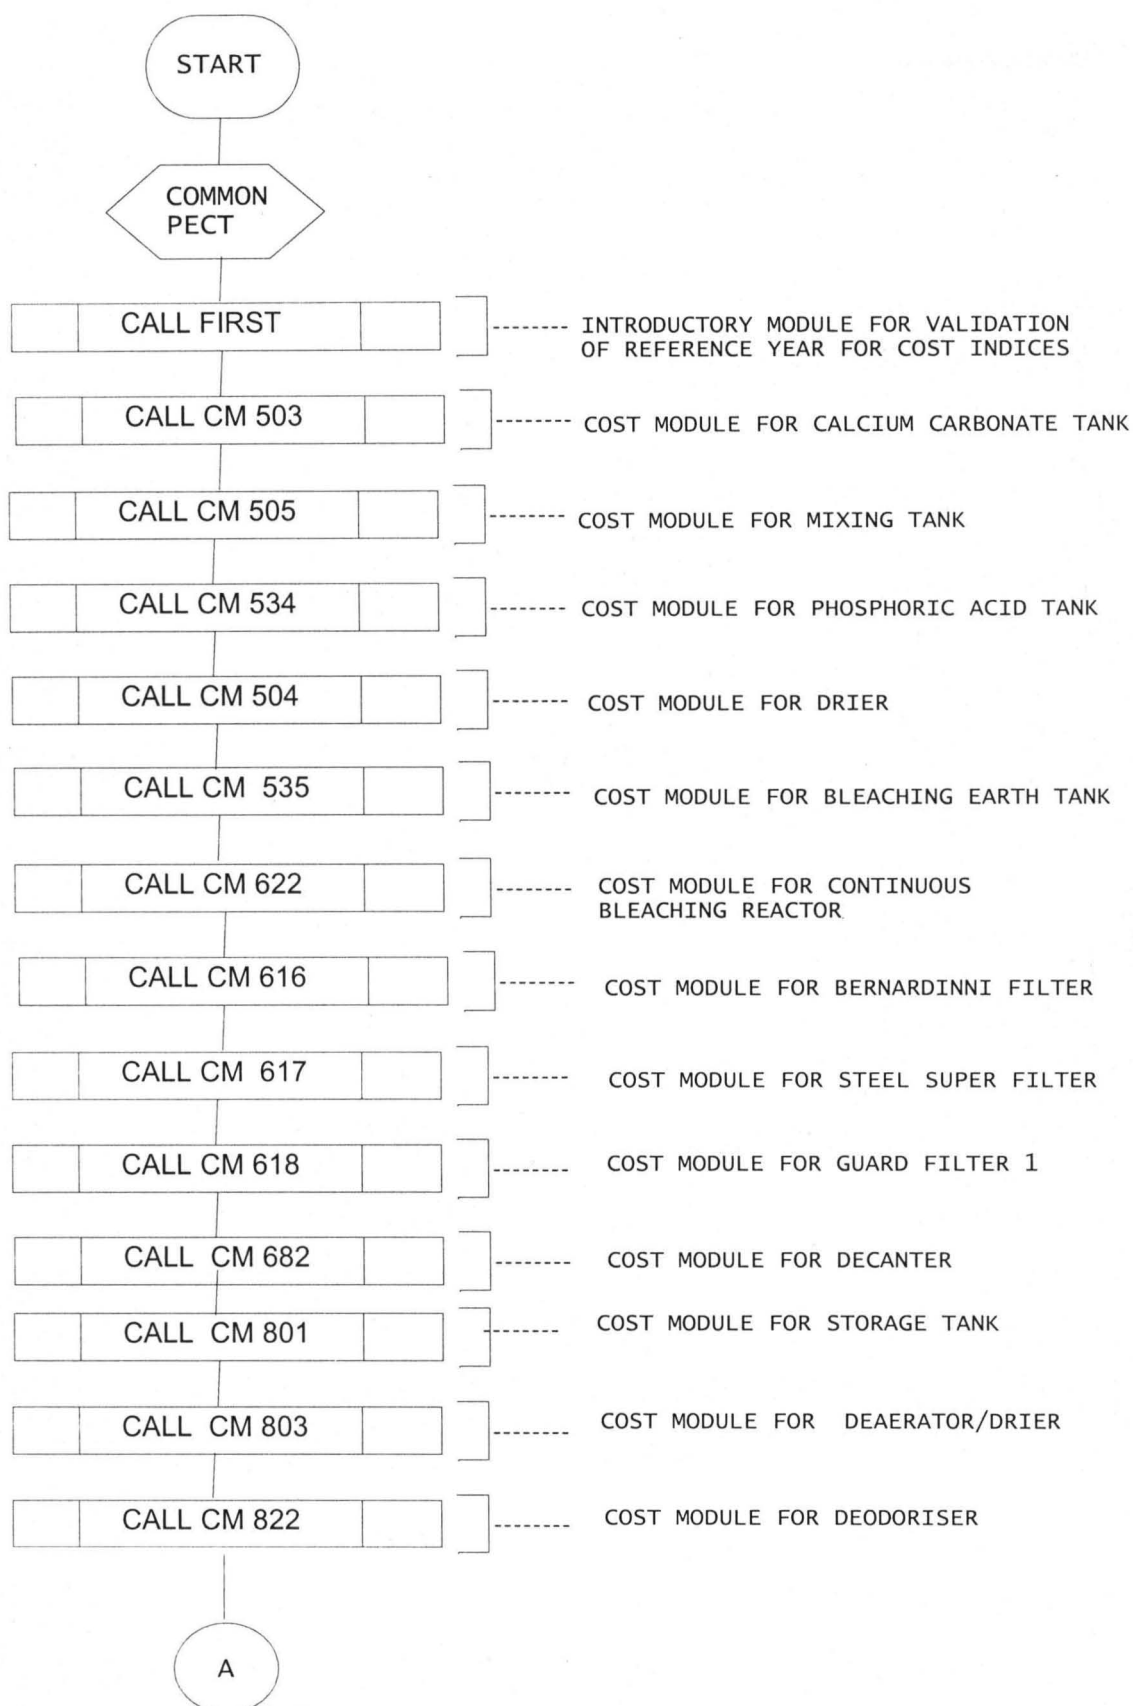 START
COMMON
PECT
CALL FIRST
INTRODUCTORY MODULE FOR VALIDATION
OF REFERENCE YEAR FOR COST INDICES
CALL CM 503
COST MODULE FOR CALCIUM CARBONATE TANK
CALL CM 505
COST MODULE FOR MIXING TANK
CALL CM 534
COST MODULE FOR PHOSPHORIC ACID TANK
CALL CM 504
COST MODULE FOR DRIER
CALL CM 535
COST MODULE FOR BLEACHING EARTH TANK
CALL CM 622
COST MODULE FOR CONTINUOUS
BLEACHING REACTOR
CALL CM 616
COST MODULE FOR BERNARDINNI FILTER
CALL CM 617
COST MODULE FOR STEEL SUPER FILTER
CALL CM 618
COST MODULE FOR GUARD FILTER 1
CALL CM 682
COST MODULE FOR DECANTER
CALL CM 801
COST MODULE FOR STORAGE TANK
CALL CM 803
COST MODULE FOR DEAERATOR/DRIER
CALL CM 822
COST MODULE FOR DEODORISER
A